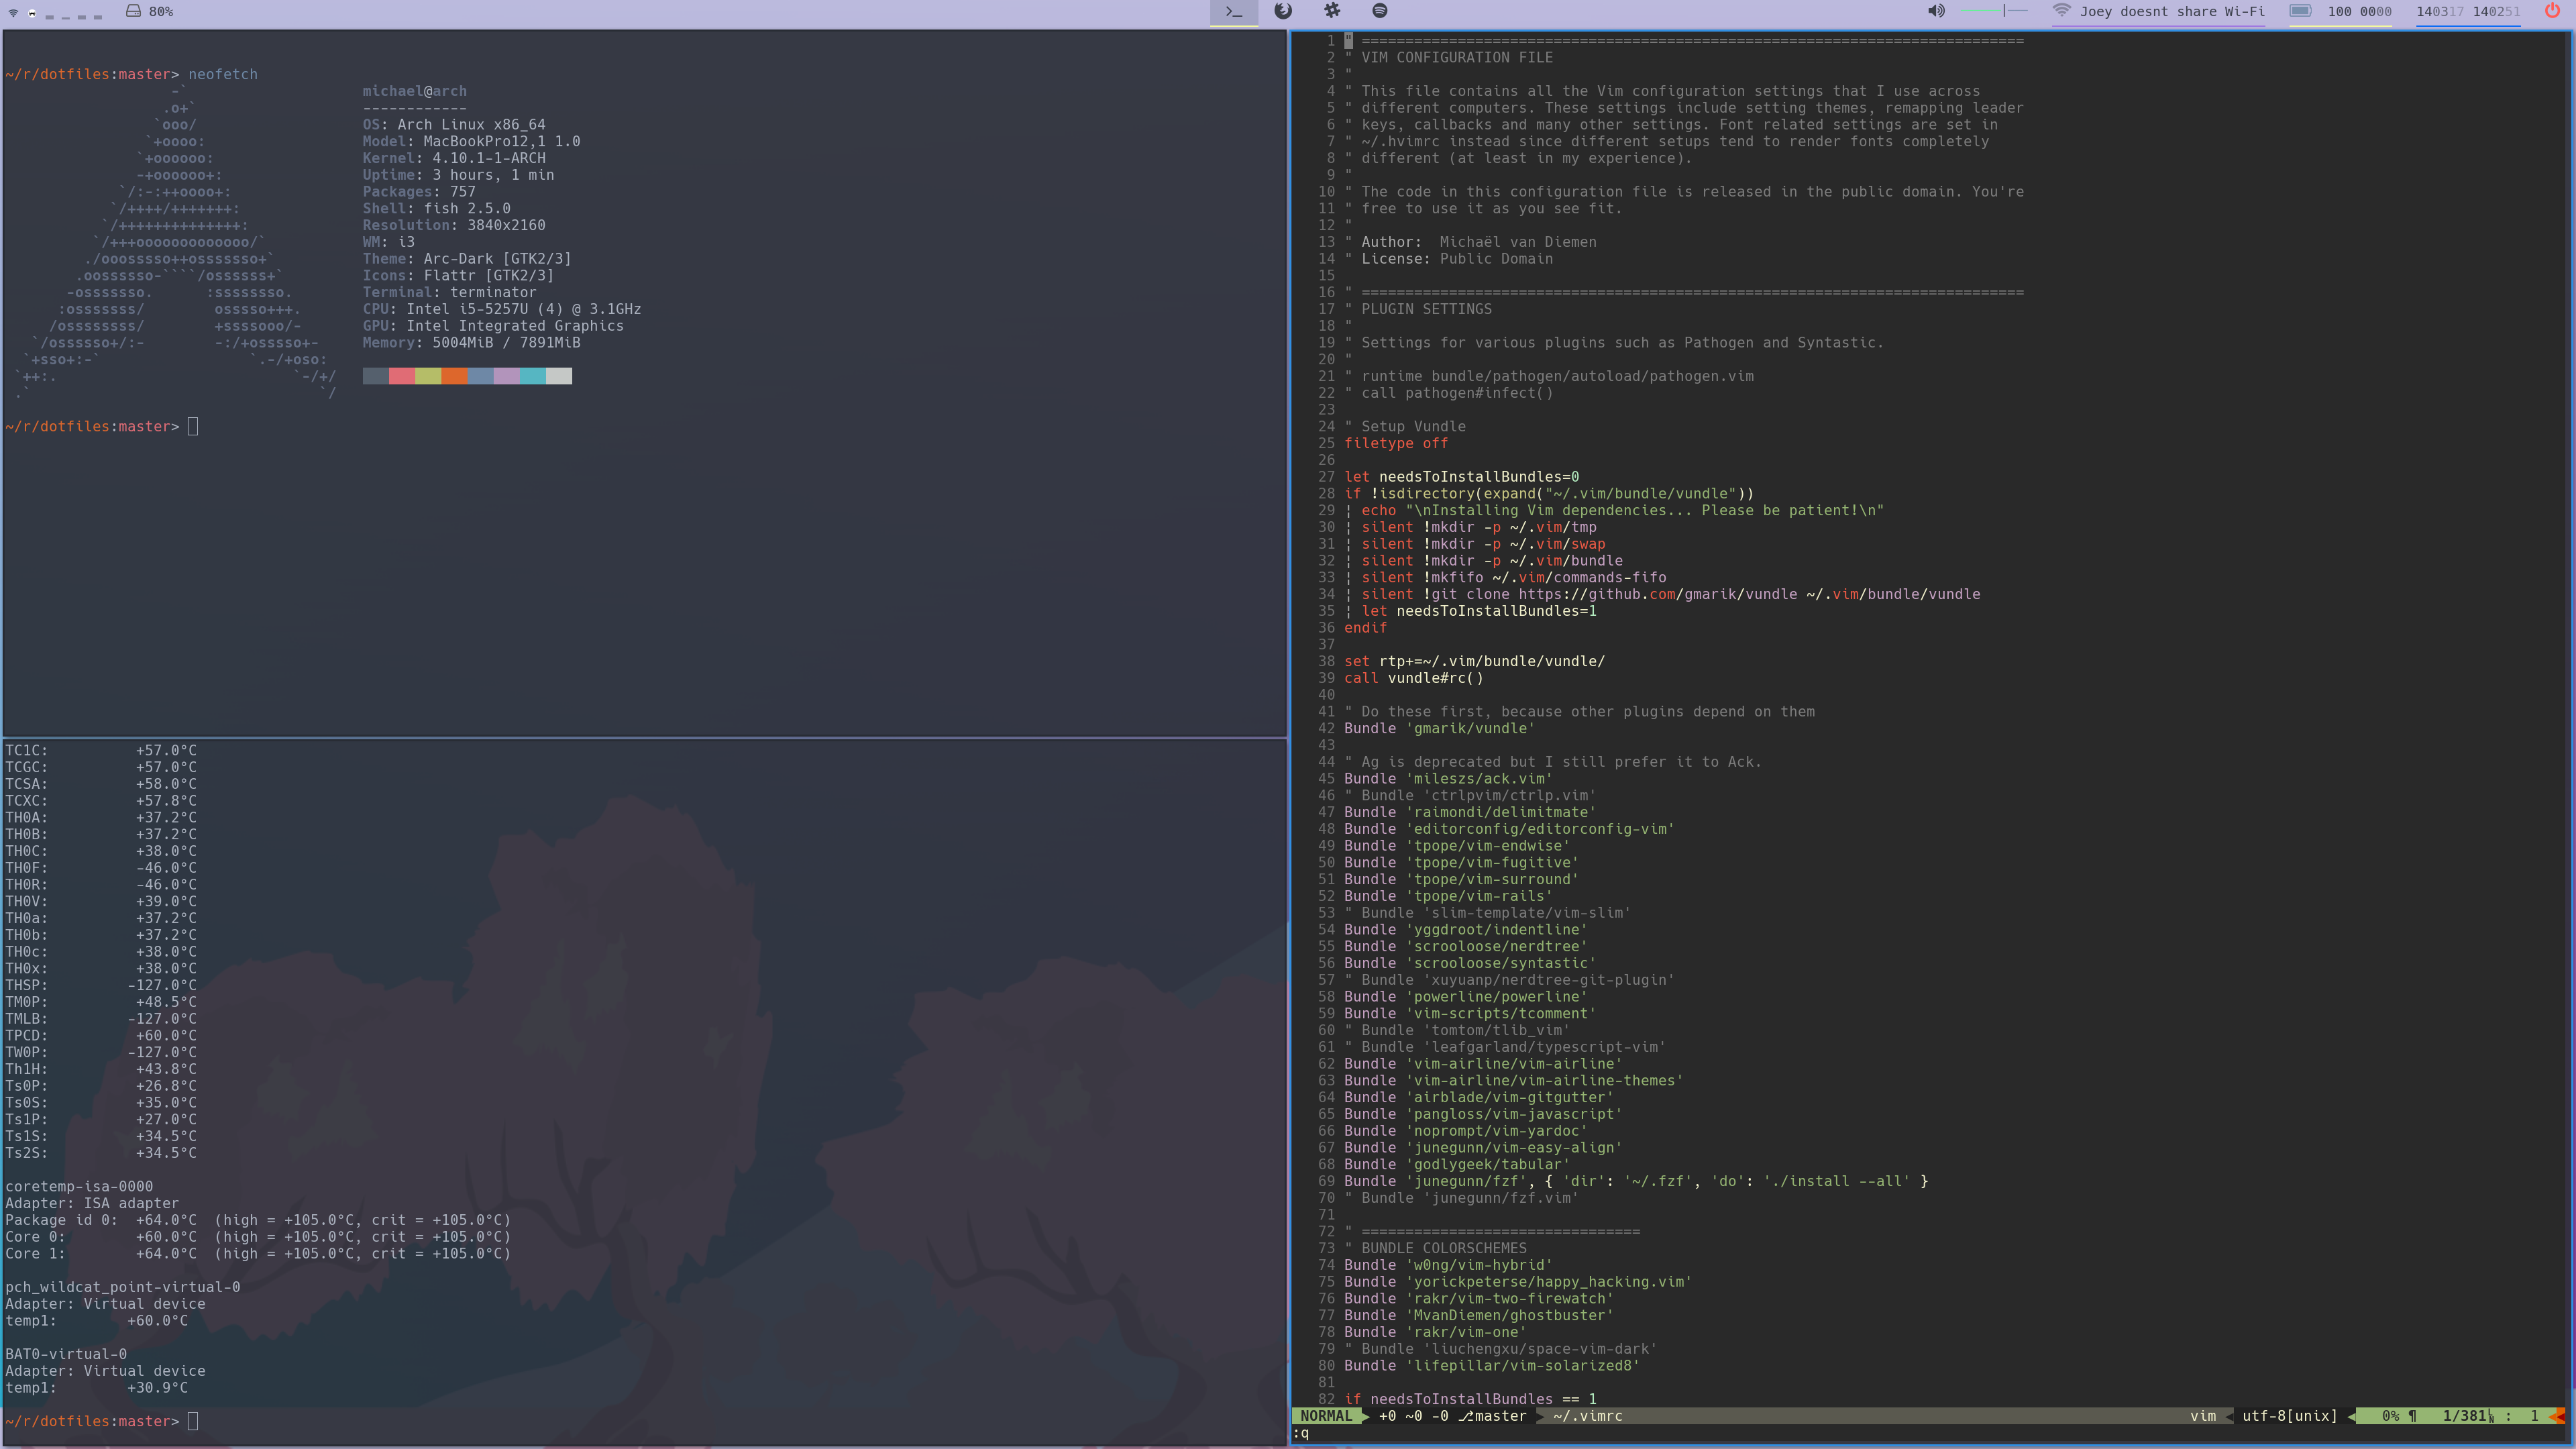 80%
Joey doesnt share Wi-Fi
100 0000
140317 140251
~/r/dotfiles:master> neofetch
-`
.o+`
`ooo/
`+oooo:
`+oooooo:
-+oooooo+:
`/:-:++oooo+:
`/++++/+++++++:
`/++++++++++++++:
`/+++ooooooooooooo/`
./ooosssso++osssssso+`
.oossssso-````/ossssss+`
-osssssso.      :ssssssso.
:osssssss/        osssso+++.
/ossssssss/        +ssssooo/-
`/ossssso+/:-        -:/+osssso+-
`+sso+:-`                 `.-/+oso:
`++:.                           `-/+/
.`                                 `/
michael@arch
------------
OS: Arch Linux x86_64
Model: MacBookPro12,1 1.0
Kernel: 4.10.1-1-ARCH
Uptime: 3 hours, 1 min
Packages: 757
Shell: fish 2.5.0
Resolution: 3840x2160
WM: i3
Theme: Arc-Dark [GTK2/3]
Icons: Flattr [GTK2/3]
Terminal: terminator
CPU: Intel i5-5257U (4) @ 3.1GHz
GPU: Intel Integrated Graphics
Memory: 5004MiB / 7891MiB
~/r/dotfiles:master>
TC1C: +57.0°C
TCGC: +57.0°C
TCSA: +58.0°C
TCXC: +57.8°C
TH0A: +37.2°C
TH0B: +37.2°C
TH0C: +38.0°C
TH0F: -46.0°C
TH0R: -46.0°C
TH0V: +39.0°C
TH0a: +37.2°C
TH0b: +37.2°C
TH0c: +38.0°C
TH0x: +38.0°C
THSP: -127.0°C
TM0P: +48.5°C
TMLB: -127.0°C
TPCD: +60.0°C
TW0P: -127.0°C
Th1H: +43.8°C
Ts0P: +26.8°C
Ts0S: +35.0°C
Ts1P: +27.0°C
Ts1S: +34.5°C
Ts2S: +34.5°C
coretemp-isa-0000
Adapter: ISA adapter
Package id 0: +64.0°C (high = +105.0°C, crit = +105.0°C)
Core 0: +60.0°C (high = +105.0°C, crit = +105.0°C)
Core 1: +64.0°C (high = +105.0°C, crit = +105.0°C)
pch_wildcat_point-virtual-0
Adapter: Virtual device
temp1: +60.0°C
BAT0-virtual-0
Adapter: Virtual device
temp1: +30.9°C
~/r/dotfiles:master>
1 " ============================================================================
2 " VIM CONFIGURATION FILE
3 "
4 " This file contains all the Vim configuration settings that I use across
5 " different computers. These settings include setting themes, remapping leader
6 " keys, callbacks and many other settings. Font related settings are set in
7 " ~/.hvimrc instead since different setups tend to render fonts completely
8 " different (at least in my experience).
9 "
10 " The code in this configuration file is released in the public domain. You're
11 " free to use it as you see fit.
12 "
13 " Author:  Michaël van Diemen
14 " License: Public Domain
15
16 " ============================================================================
17 " PLUGIN SETTINGS
18 "
19 " Settings for various plugins such as Pathogen and Syntastic.
20 "
21 " runtime bundle/pathogen/autoload/pathogen.vim
22 " call pathogen#infect()
23
24 " Setup Vundle
25 filetype off
26
27 let needsToInstallBundles=0
28 if !isdirectory(expand("~/.vim/bundle/vundle"))
29 ¦ echo "\nInstalling Vim dependencies... Please be patient!\n"
30 ¦ silent !mkdir -p ~/.vim/tmp
31 ¦ silent !mkdir -p ~/.vim/swap
32 ¦ silent !mkdir -p ~/.vim/bundle
33 ¦ silent !mkfifo ~/.vim/commands-fifo
34 ¦ silent !git clone https://github.com/gmarik/vundle ~/.vim/bundle/vundle
35 ¦ let needsToInstallBundles=1
36 endif
37
38 set rtp+=~/.vim/bundle/vundle/
39 call vundle#rc()
40
41 " Do these first, because other plugins depend on them
42 Bundle 'gmarik/vundle'
43
44 " Ag is deprecated but I still prefer it to Ack.
45 Bundle 'mileszs/ack.vim'
46 " Bundle 'ctrlpvim/ctrlp.vim'
47 Bundle 'raimondi/delimitmate'
48 Bundle 'editorconfig/editorconfig-vim'
49 Bundle 'tpope/vim-endwise'
50 Bundle 'tpope/vim-fugitive'
51 Bundle 'tpope/vim-surround'
52 Bundle 'tpope/vim-rails'
53 " Bundle 'slim-template/vim-slim'
54 Bundle 'yggdroot/indentline'
55 Bundle 'scrooloose/nerdtree'
56 Bundle 'scrooloose/syntastic'
57 " Bundle 'xuyuanp/nerdtree-git-plugin'
58 Bundle 'powerline/powerline'
59 Bundle 'vim-scripts/tcomment'
60 " Bundle 'tomtom/tlib_vim'
61 " Bundle 'leafgarland/typescript-vim'
62 Bundle 'vim-airline/vim-airline'
63 Bundle 'vim-airline/vim-airline-themes'
64 Bundle 'airblade/vim-gitgutter'
65 Bundle 'pangloss/vim-javascript'
66 Bundle 'noprompt/vim-yardoc'
67 Bundle 'junegunn/vim-easy-align'
68 Bundle 'godlygeek/tabular'
69 Bundle 'junegunn/fzf', { 'dir': '~/.fzf', 'do': './install --all' }
70 " Bundle 'junegunn/fzf.vim'
71
72 " ================================
73 " BUNDLE COLORSCHEMES
74 Bundle 'w0ng/vim-hybrid'
75 Bundle 'yorickpeterse/happy_hacking.vim'
76 Bundle 'rakr/vim-two-firewatch'
77 Bundle 'MvanDiemen/ghostbuster'
78 Bundle 'rakr/vim-one'
79 " Bundle 'liuchengxu/space-vim-dark'
80 Bundle 'lifepillar/vim-solarized8'
81
82 if needsToInstallBundles == 1
NORMAL +0 ~0 -0 ⎇master ~/.vimrc vim utf-8[unix] 0% ¶ 1/381 : 1
:q